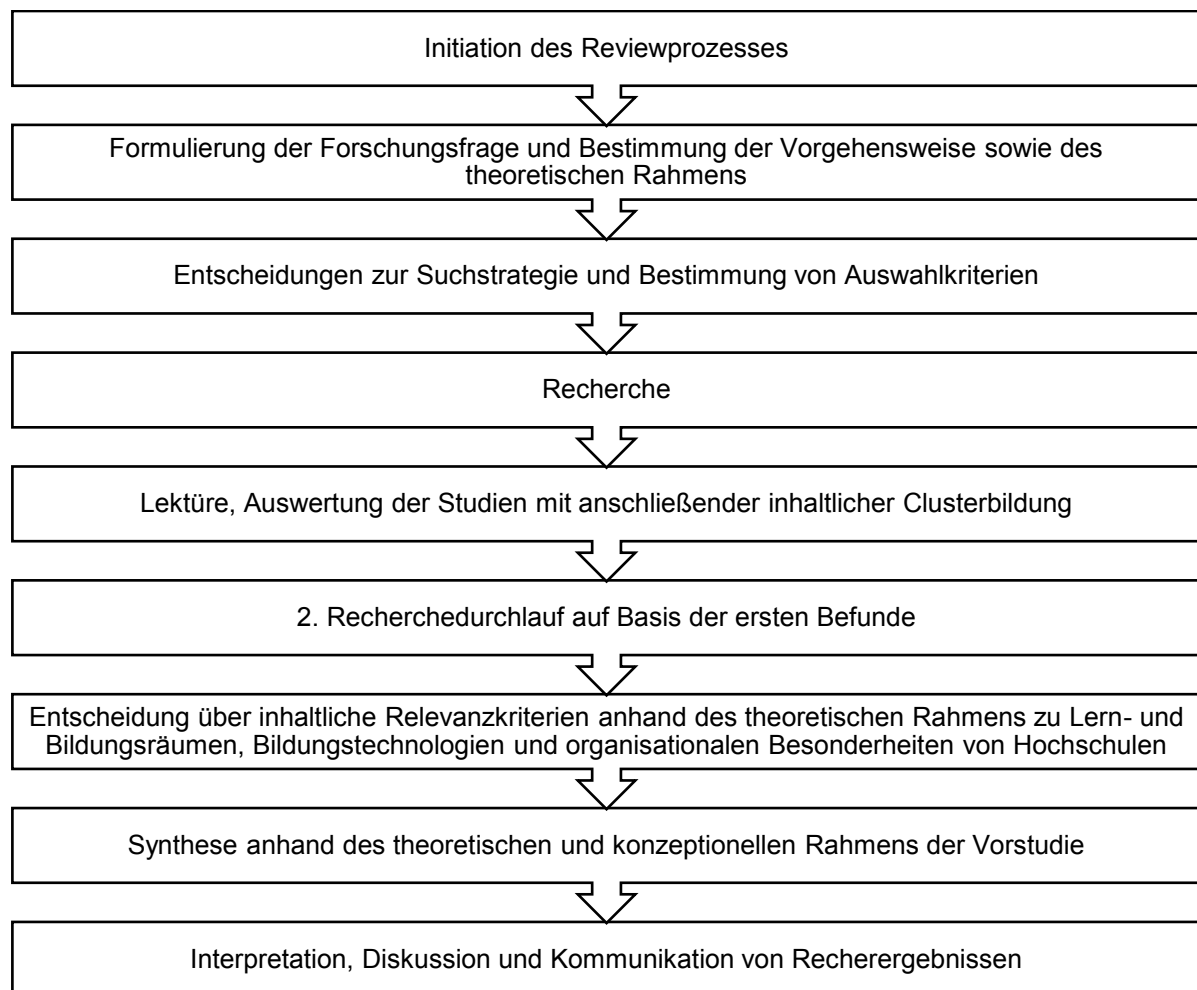 Initiation des Reviewprozesses
Formulierung der Forschungsfrage und Bestimmung der Vorgehensweise sowie des
theoretischen Rahmens
Entscheidungen zur Suchstrategie und Bestimmung von Auswahlkriterien
Recherche
Lektüre, Auswertung der Studien mit anschließender inhaltlicher Clusterbildung
2. Recherchedurchlauf auf Basis der ersten Befunde
Entscheidung über inhaltliche Relevanzkriterien anhand des theoretischen Rahmens zu Lern- und
Bildungsräumen, Bildungstechnologien und organisationalen Besonderheiten von Hochschulen
Synthese anhand des theoretischen und konzeptionellen Rahmens der Vorstudie
Interpretation, Diskussion und Kommunikation von Recherergebnissen